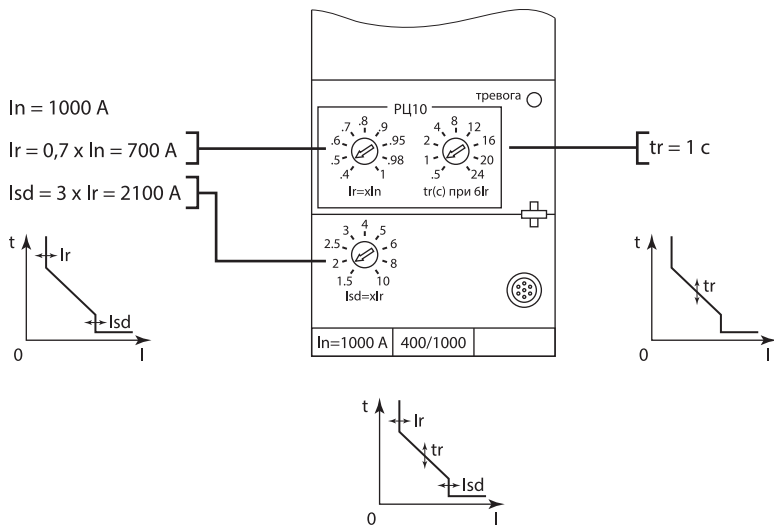 In = 1000 A
Ir = 0,7 x In = 700 A
Isd = 3 x Ir = 2100 A
тревога
РЦ10
.4 .5 .6 .7 .8 .9 .95 .98 1
Ir=xIn
.5 1 2 4 8 12 16 20 24
tr(с) при 6Ir
tr = 1 с
1.5 2 2.5 3 4 5 6 8 10
Isd=xIr
In=1000 А
400/1000
t
Ir
Isd
0
I
t
tr
0
I
t
Ir
tr
Isd
0
I